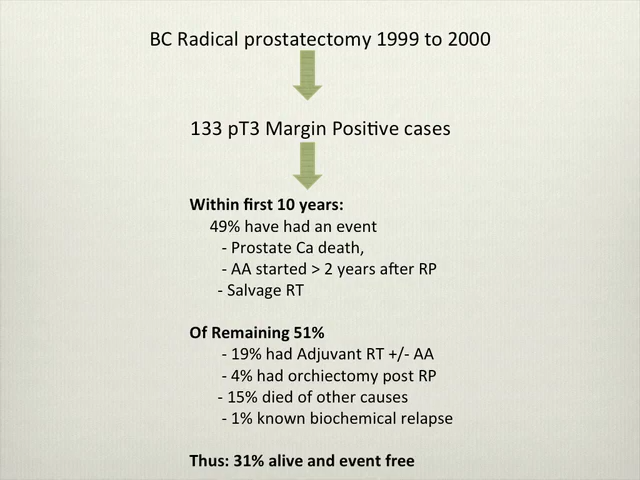 BC Radical prostatectomy 1999 to 2000
133 pT3 Margin Positive cases
Within first 10 years:
49% have had an event
- Prostate Ca death,
- AA started > 2 years after RP
- Salvage RT
Of Remaining 51%
- 19% had Adjuvant RT +/- AA
- 4% had orchiectomy post RP
- 15% died of other causes
- 1% known biochemical relapse
Thus: 31% alive and event free